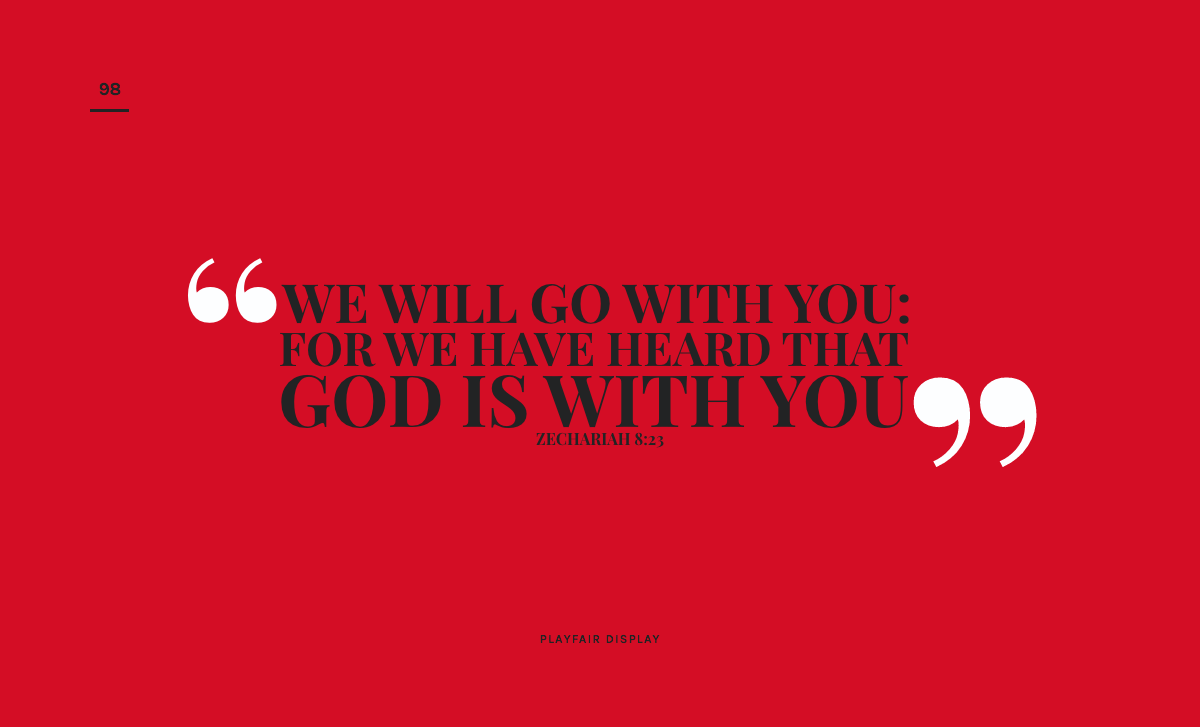 98
“WE WILL GO WITH YOU:
FOR WE HAVE HEARD THAT
GOD IS WITH YOU”
ZECHARIAH 8:23
PLAYFAIR DISPLAY